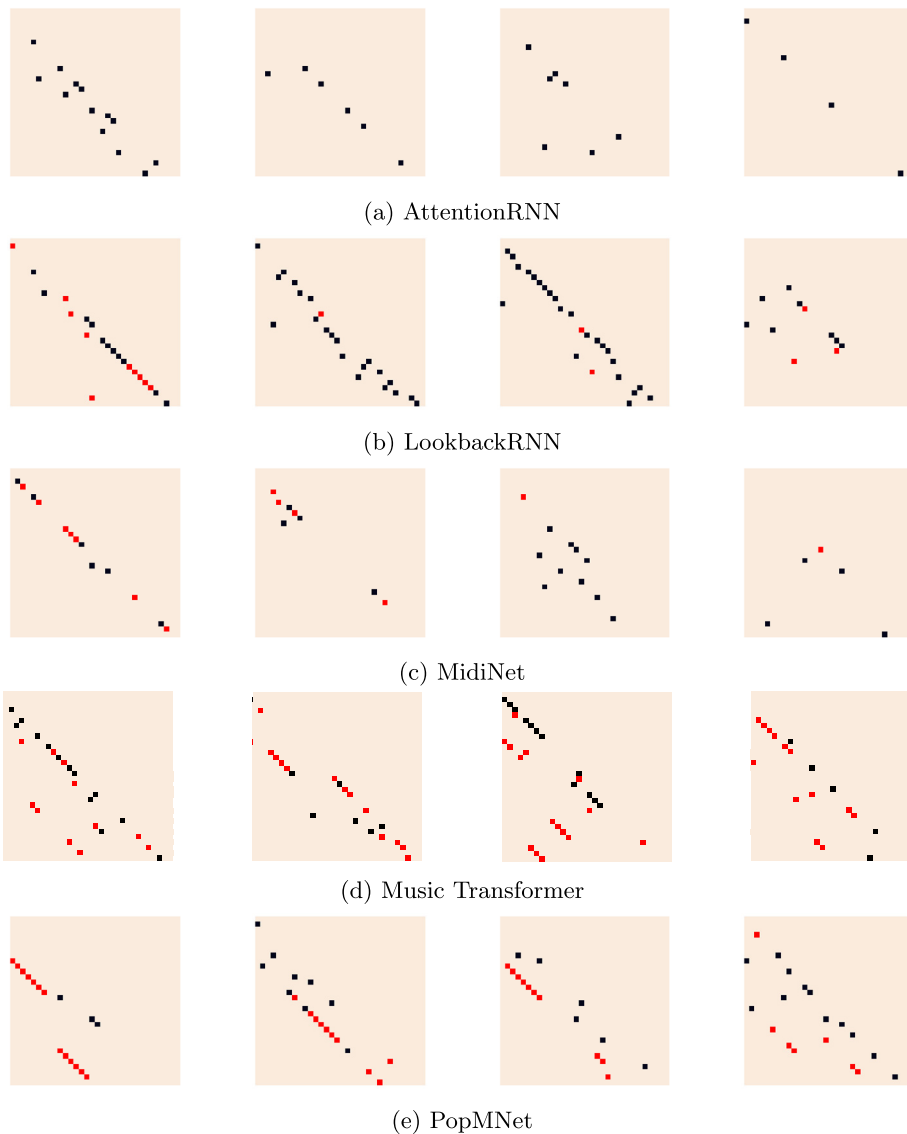 (a) AttentionRNN
(b) LookbackRNN
(c) MidiNet
(d) Music Transformer
(e) PopMNet